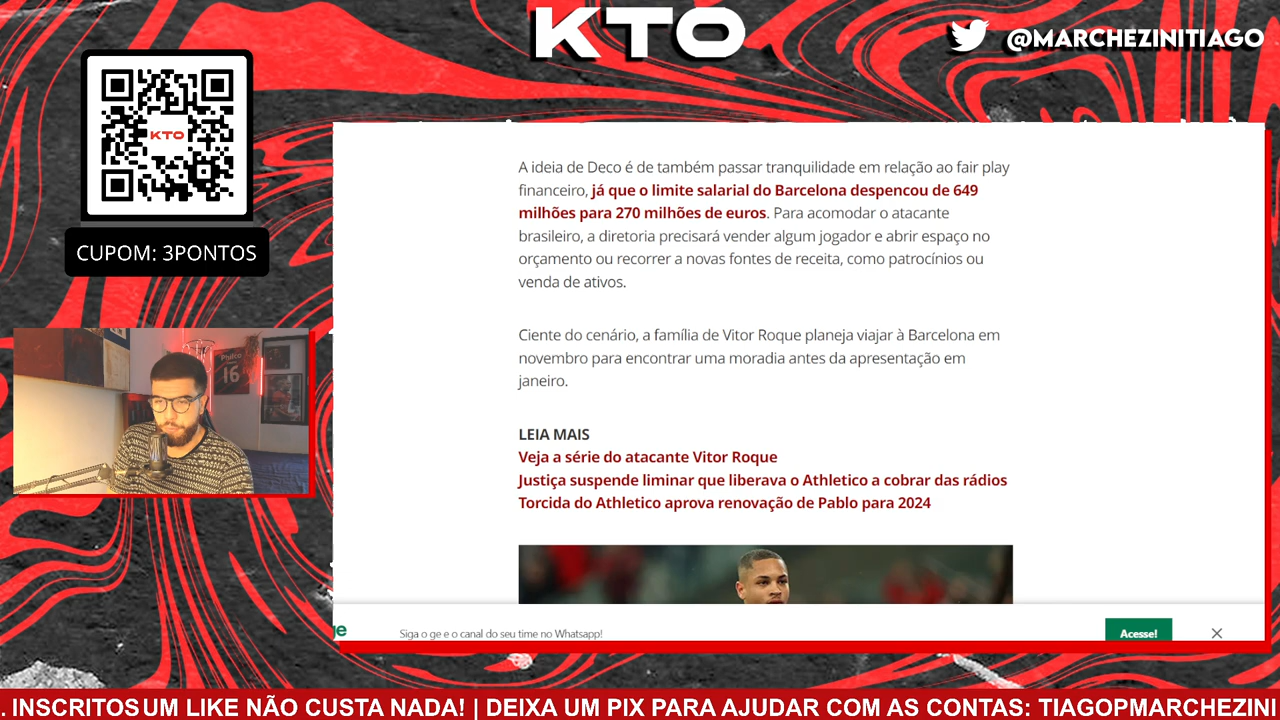 KTO
@MARCHEZINITIAGO
KTO
CUPOM: 3PONTOS
Philco
16
A ideia de Deco é de também passar tranquilidade em relação ao fair play
financeiro, já que o limite salarial do Barcelona despencou de 649
milhões para 270 milhões de euros. Para acomodar o atacante
brasileiro, a diretoria precisará vender algum jogador e abrir espaço no
orçamento ou recorrer a novas fontes de receita, como patrocínios ou
venda de ativos.
Ciente do cenário, a família de Vitor Roque planeja viajar à Barcelona em
novembro para encontrar uma moradia antes da apresentação em
janeiro.
LEIA MAIS
Veja a série do atacante Vitor Roque
Justiça suspende liminar que liberava o Athletico a cobrar das rádios
Torcida do Athletico aprova renovação de Pablo para 2024
ge
Siga o ge e o canal do seu time no Whatsapp!
Acesse!
. INSCRITOS UM LIKE NÃO CUSTA NADA! | DEIXA UM PIX PARA AJUDAR COM AS CONTAS: TIAGOPMARCHEZINI